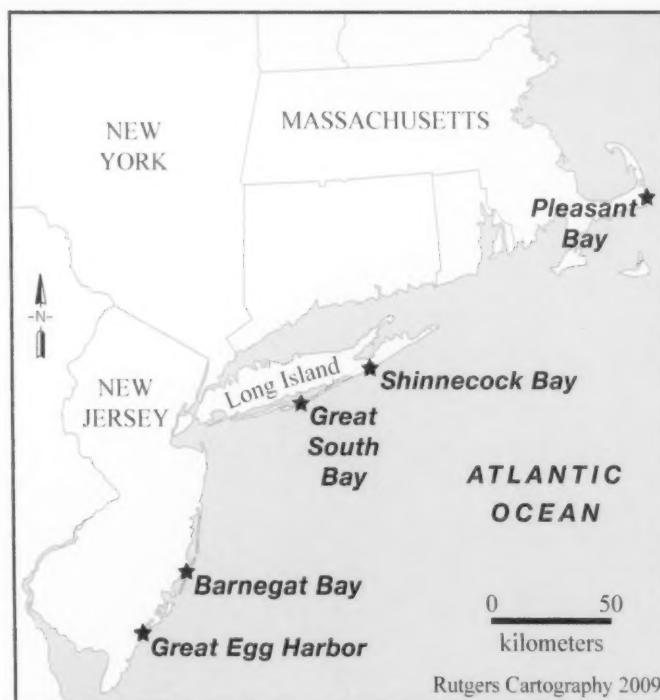 NEW
YORK
MASSACHUSETTS
Pleasant
Bay
-N-
NEW
JERSEY
Long Island
Shinnecock Bay
Great
South
Bay
ATLANTIC
OCEAN
Barnegat Bay
Great Egg Harbor
0 50
kilometers
Rutgers Cartography 2009